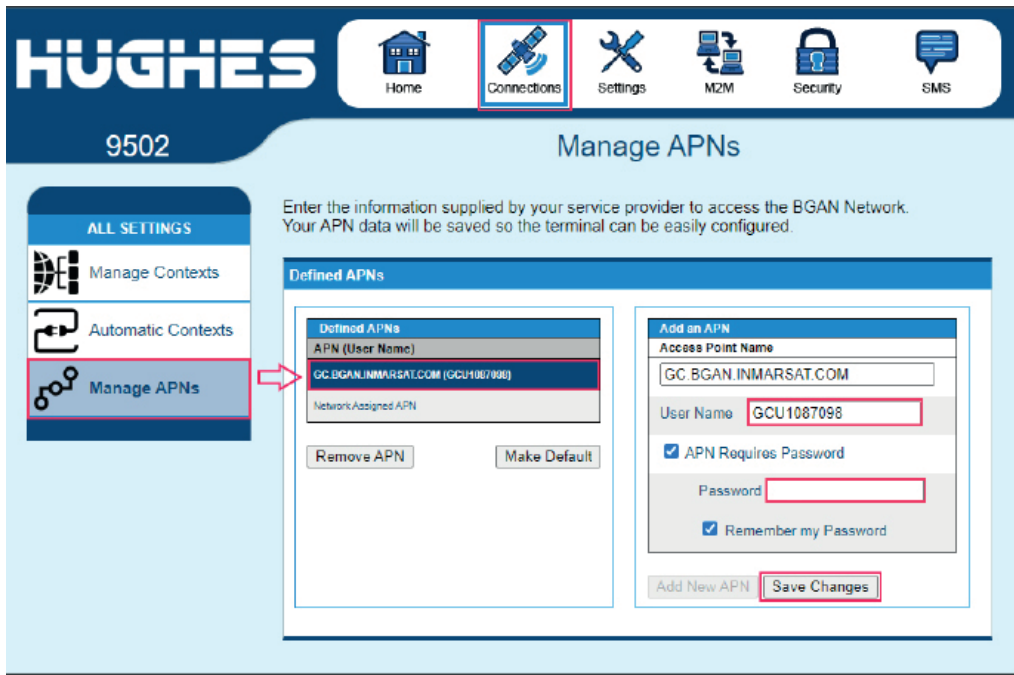 HUGHES
Home
Connections
Settings
M2M
Security
SMS
9502
Manage APNs
ALL SETTINGS
Manage Contexts
Automatic Contexts
Manage APNs
Enter the information supplied by your service provider to access the BGAN Network.
Your APN data will be saved so the terminal can be easily configured.
Defined APNs
Defined APNs
APN (User Name)
GC.BGAN.INMARSAT.COM (GCU1087098)
Network Assigned APN
Remove APN
Make Default
Add an APN
Access Point Name
GC.BGAN.INMARSAT.COM
User Name GCU1087098
APN Requires Password
Password
Remember my Password
Add New APN
Save Changes